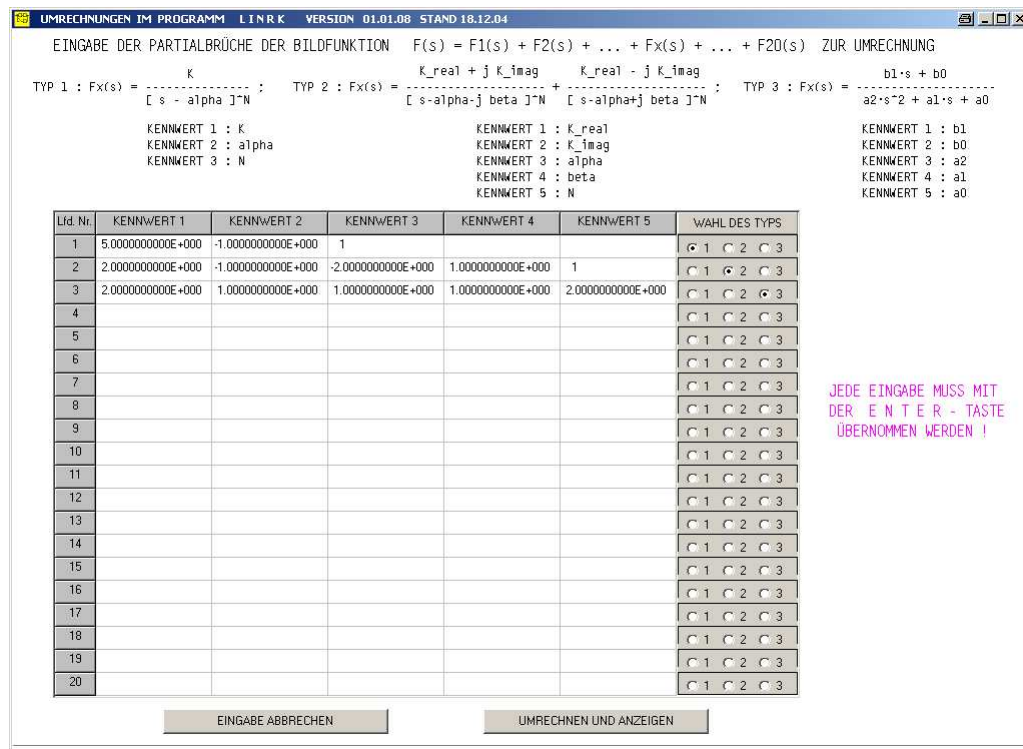 UMRECHNUNGEN IM PROGRAMM L I N R K VERSION 01.01.08 STAND 18.12.04
EINGABE DER PARTIALBRÜCHE DER BILDFUNKTION F(s) = F1(s) + F2(s) + ... + Fx(s) + ... + F20(s) ZUR UMRECHNUNG
K K_real + j K_imag K_real - j K_imag b1·s + b0
TYP 1 : Fx(s) = -------------- ; TYP 2 : Fx(s) = -------------------- + -------------------- ; TYP 3 : Fx(s) = --------------------
[ s - alpha ]^N [ s-alpha-j beta ]^N [ s-alpha+j beta ]^N a2·s^2 + a1·s + a0
KENNWERT 1 : K KENNWERT 1 : K_real KENNWERT 1 : b1
KENNWERT 2 : alpha KENNWERT 2 : K_imag KENNWERT 2 : b0
KENNWERT 3 : N KENNWERT 3 : alpha KENNWERT 3 : a2
KENNWERT 4 : beta KENNWERT 4 : a1
KENNWERT 5 : N KENNWERT 5 : a0
Lfd. Nr. KENNWERT 1 KENNWERT 2 KENNWERT 3 KENNWERT 4 KENNWERT 5 WAHL DES TYPS
1 5.0000000000E+000 -1.0000000000E+000 1 1 2 3
2 2.0000000000E+000 -1.0000000000E+000 -2.0000000000E+000 1.0000000000E+000 1 1 2 3
3 2.0000000000E+000 1.0000000000E+000 1.0000000000E+000 1.0000000000E+000 2.0000000000E+000 1 2 3
4 1 2 3
5 1 2 3
6 1 2 3
7 1 2 3
8 1 2 3
9 1 2 3
10 1 2 3
11 1 2 3
12 1 2 3
13 1 2 3
14 1 2 3
15 1 2 3
16 1 2 3
17 1 2 3
18 1 2 3
19 1 2 3
20 1 2 3
JEDE EINGABE MUSS MIT
DER E N T E R - TASTE
ÜBERNOMMEN WERDEN !
EINGABE ABBRECHEN UMRECHNEN UND ANZEIGEN